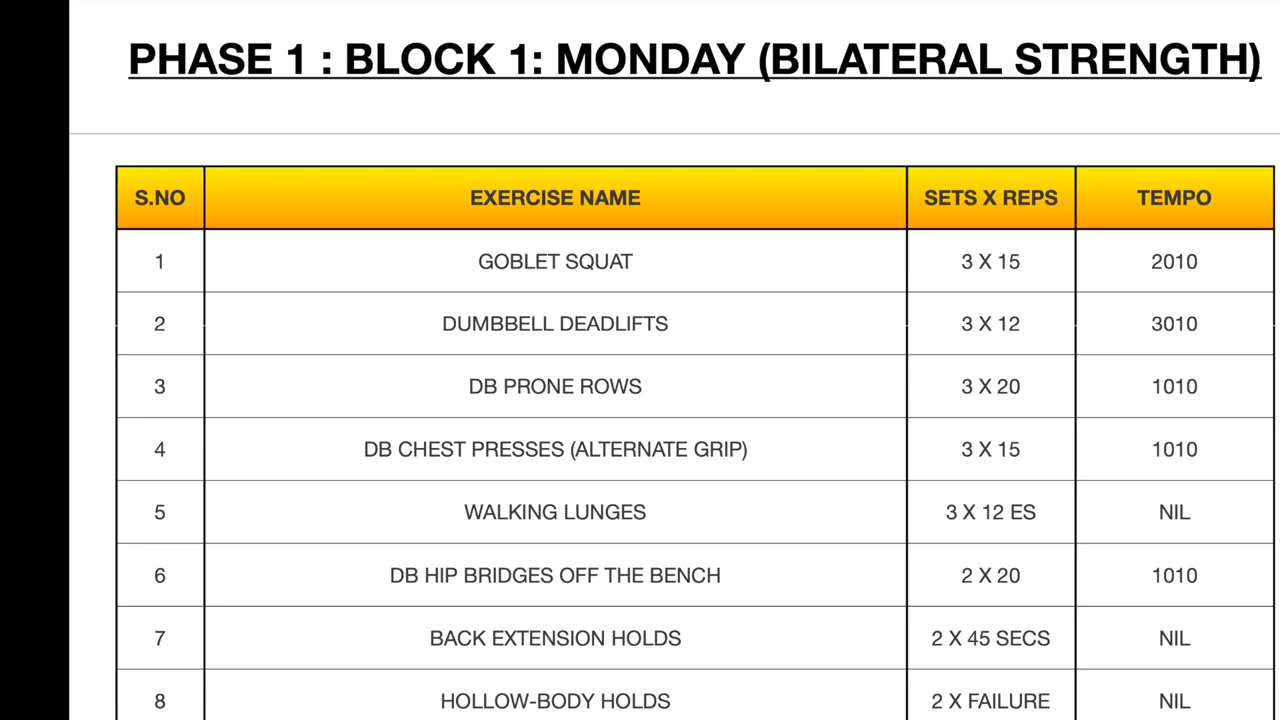 PHASE 1 : BLOCK 1: MONDAY (BILATERAL STRENGTH)
S.NO EXERCISE NAME SETS X REPS TEMPO
1 GOBLET SQUAT 3 X 15 2010
2 DUMBBELL DEADLIFTS 3 X 12 3010
3 DB PRONE ROWS 3 X 20 1010
4 DB CHEST PRESSES (ALTERNATE GRIP) 3 X 15 1010
5 WALKING LUNGES 3 X 12 ES NIL
6 DB HIP BRIDGES OFF THE BENCH 2 X 20 1010
7 BACK EXTENSION HOLDS 2 X 45 SECS NIL
8 HOLLOW-BODY HOLDS 2 X FAILURE NIL